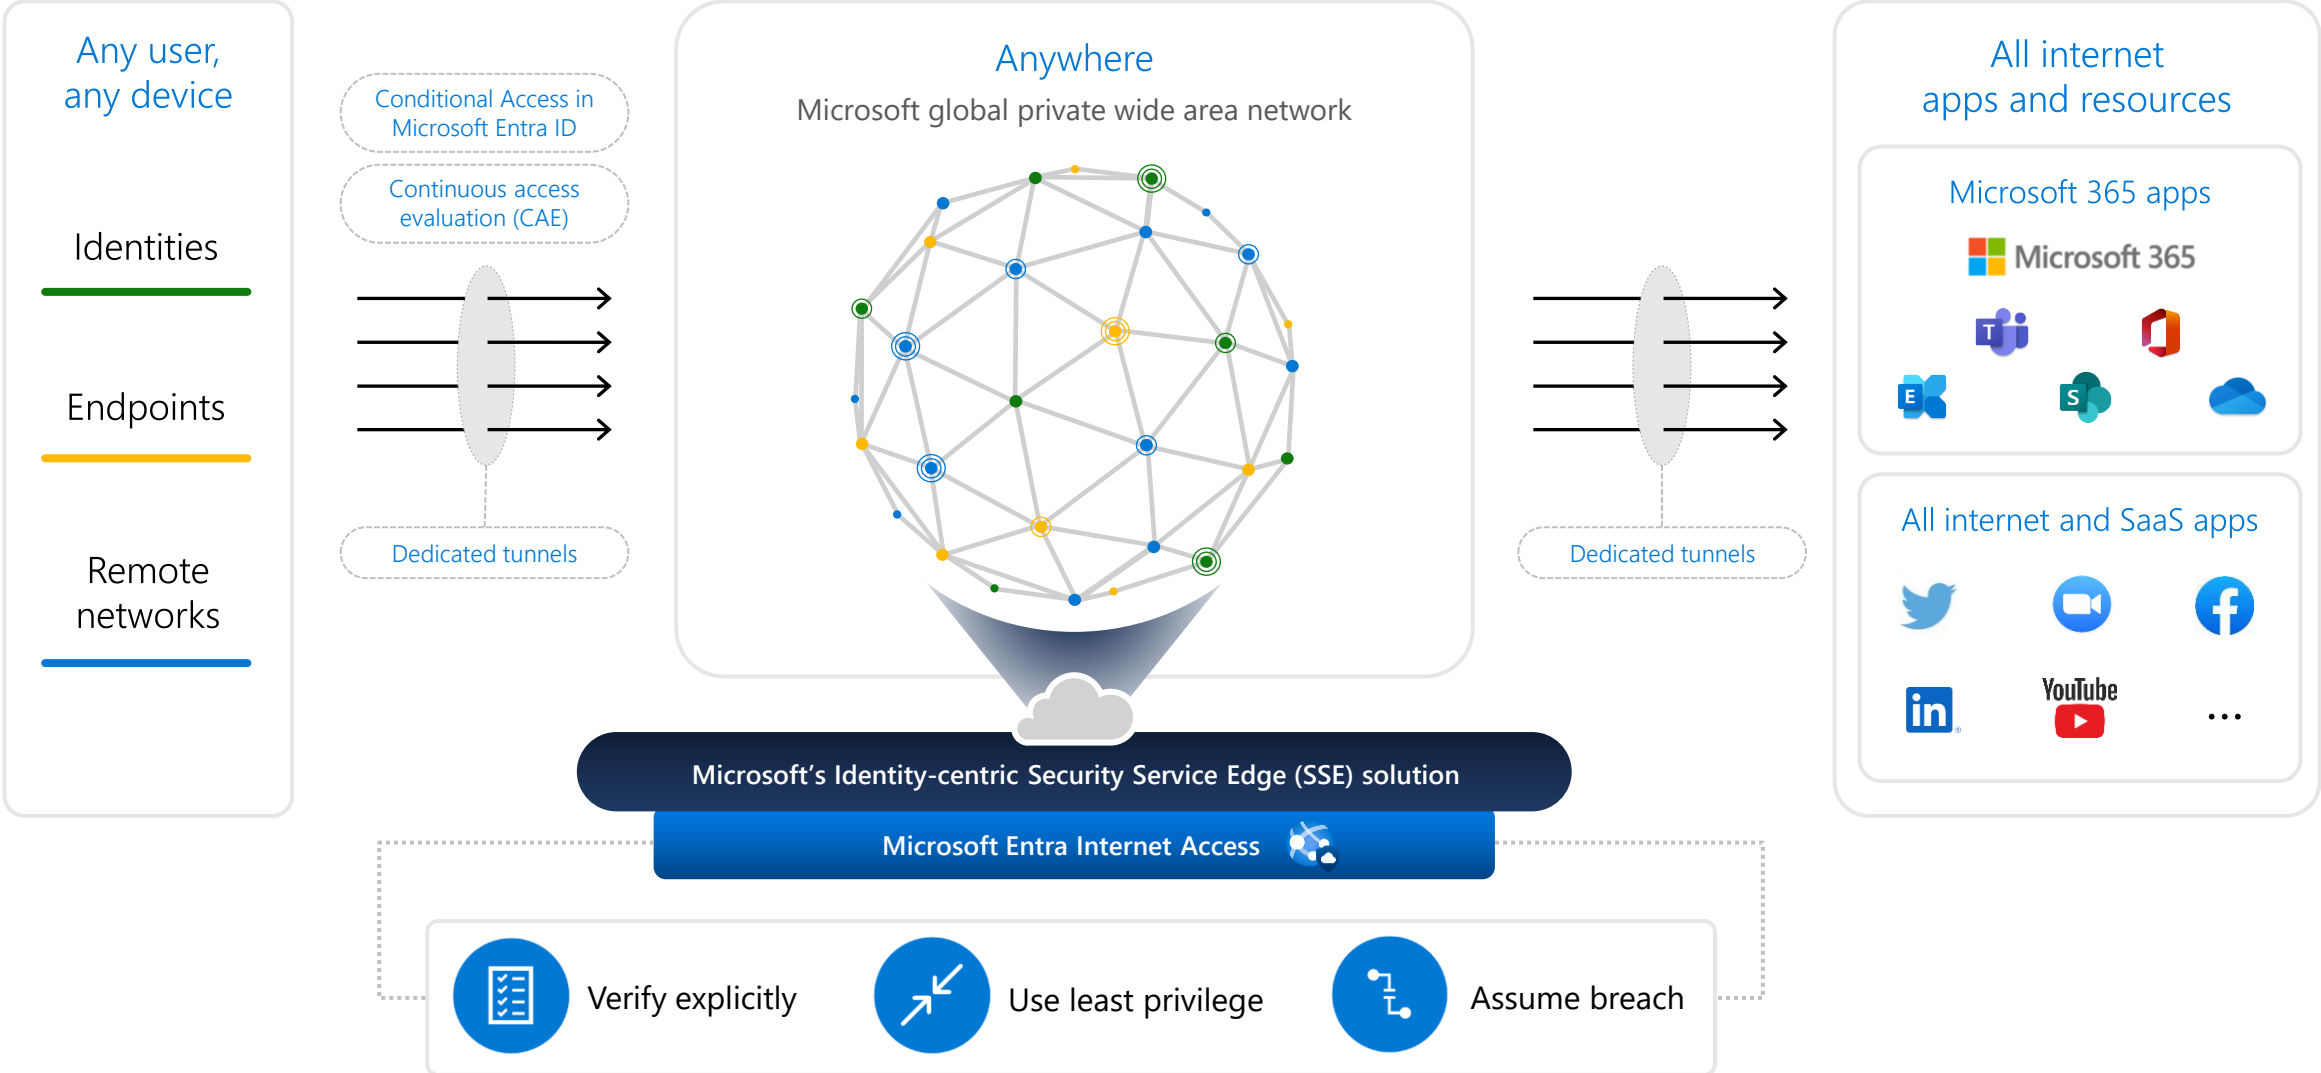 Any user,
any device
Identities
Endpoints
Remote
networks
Conditional Access in
Microsoft Entra ID
Continuous access
evaluation (CAE)
Dedicated tunnels
Anywhere
Microsoft global private wide area network
Dedicated tunnels
All internet
apps and resources
Microsoft 365 apps
Microsoft 365
T
E
S
All internet and SaaS apps
f
in
YouTube
...
Microsoft's Identity-centric Security Service Edge (SSE) solution
Microsoft Entra Internet Access
Verify explicitly
Use least privilege
Assume breach